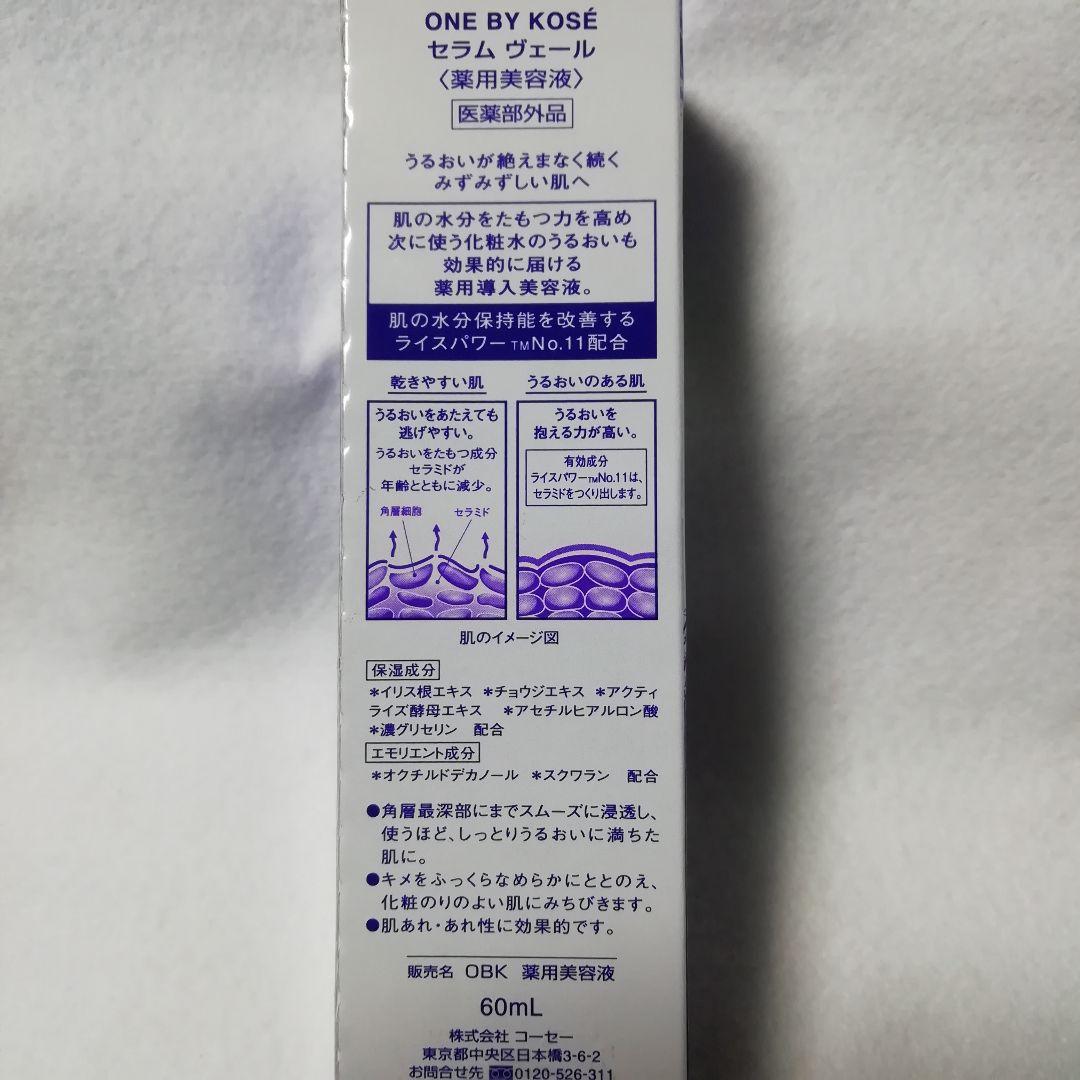 ONE BY KOSÉ
セラム ヴェール
〈薬用美容液〉
医薬部外品
うるおいが絶えまなく続く
みずみずしい肌へ
肌の水分をたもつ力を高め
次に使う化粧水のうるおいも
効果的に届ける
薬用導入美容液。
肌の水分保持能を改善する
ライスパワー™No.11配合
乾きやすい肌
うるおいをあたえても
逃げやすい。
うるおいをたもつ成分
セラミドが
年齢とともに減少。
角層細胞 セラミド
うるおいのある肌
うるおいを
抱える力が高い。
有効成分
ライスパワー™No.11は、
セラミドをつくり出します。
肌のイメージ図
保湿成分
＊イリス根エキス ＊チョウジエキス ＊アクティ
ライズ酵母エキス ＊アセチルヒアルロン酸
＊濃グリセリン 配合
エモリエント成分
＊オクチルドデカノール ＊スクワラン 配合
●角層最深部にまでスムーズに浸透し、
使うほど、しっとりうるおいに満ちた
肌に。
●キメをふっくらなめらかにととのえ、
化粧のりのよい肌にみちびきます。
●肌あれ・あれ性に効果的です。
販売名 OBK 薬用美容液
60mL
株式会社 コーセー
東京都中央区日本橋3-6-2
お問合せ先 0120-526-311